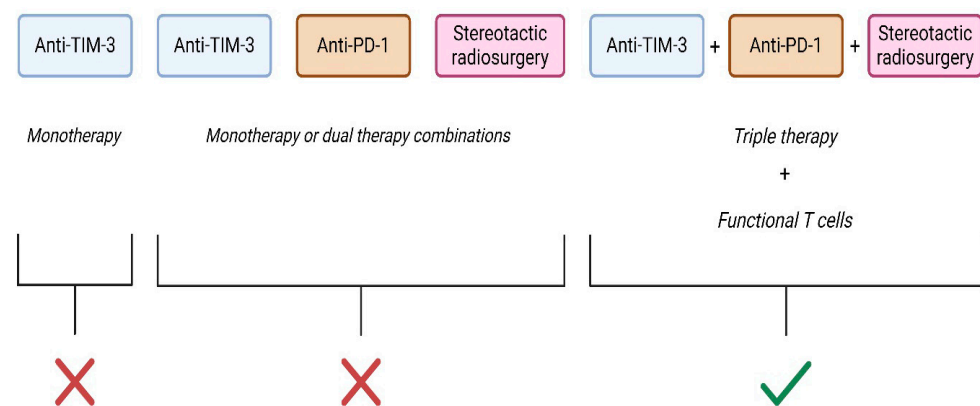 Anti-TIM-3
Anti-TIM-3
Anti-PD-1
Stereotactic
radiosurgery
Anti-TIM-3 + Anti-PD-1 + Stereotactic
radiosurgery
Monotherapy
Monotherapy or dual therapy combinations
Triple therapy
+
Functional T cells